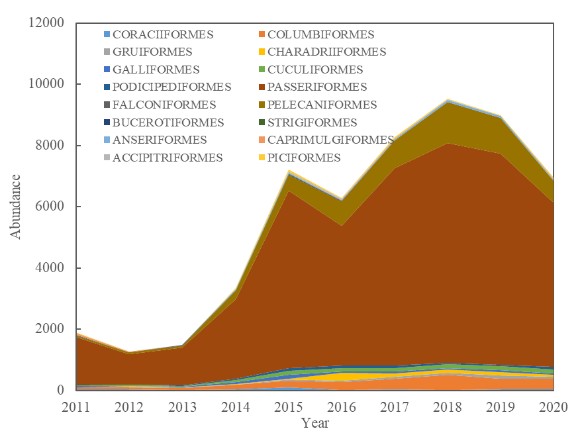 12000
10000
8000
6000
4000
2000
0
Abundance
CORACIIFORMES COLUMBIFORMES
GRUIFORMES CHARADRIIFORMES
GALLIFORMES CUCULIFORMES
PODICIPEDIFORMES PASSERIFORMES
FALCONIFORMES PELECANIFORMES
BUCEROTIFORMES STRIGIFORMES
ANSERIFORMES CAPRIMULGIFORMES
ACCIPITRIFORMES PICIFORMES
2011 2012 2013 2014 2015 2016 2017 2018 2019 2020
Year